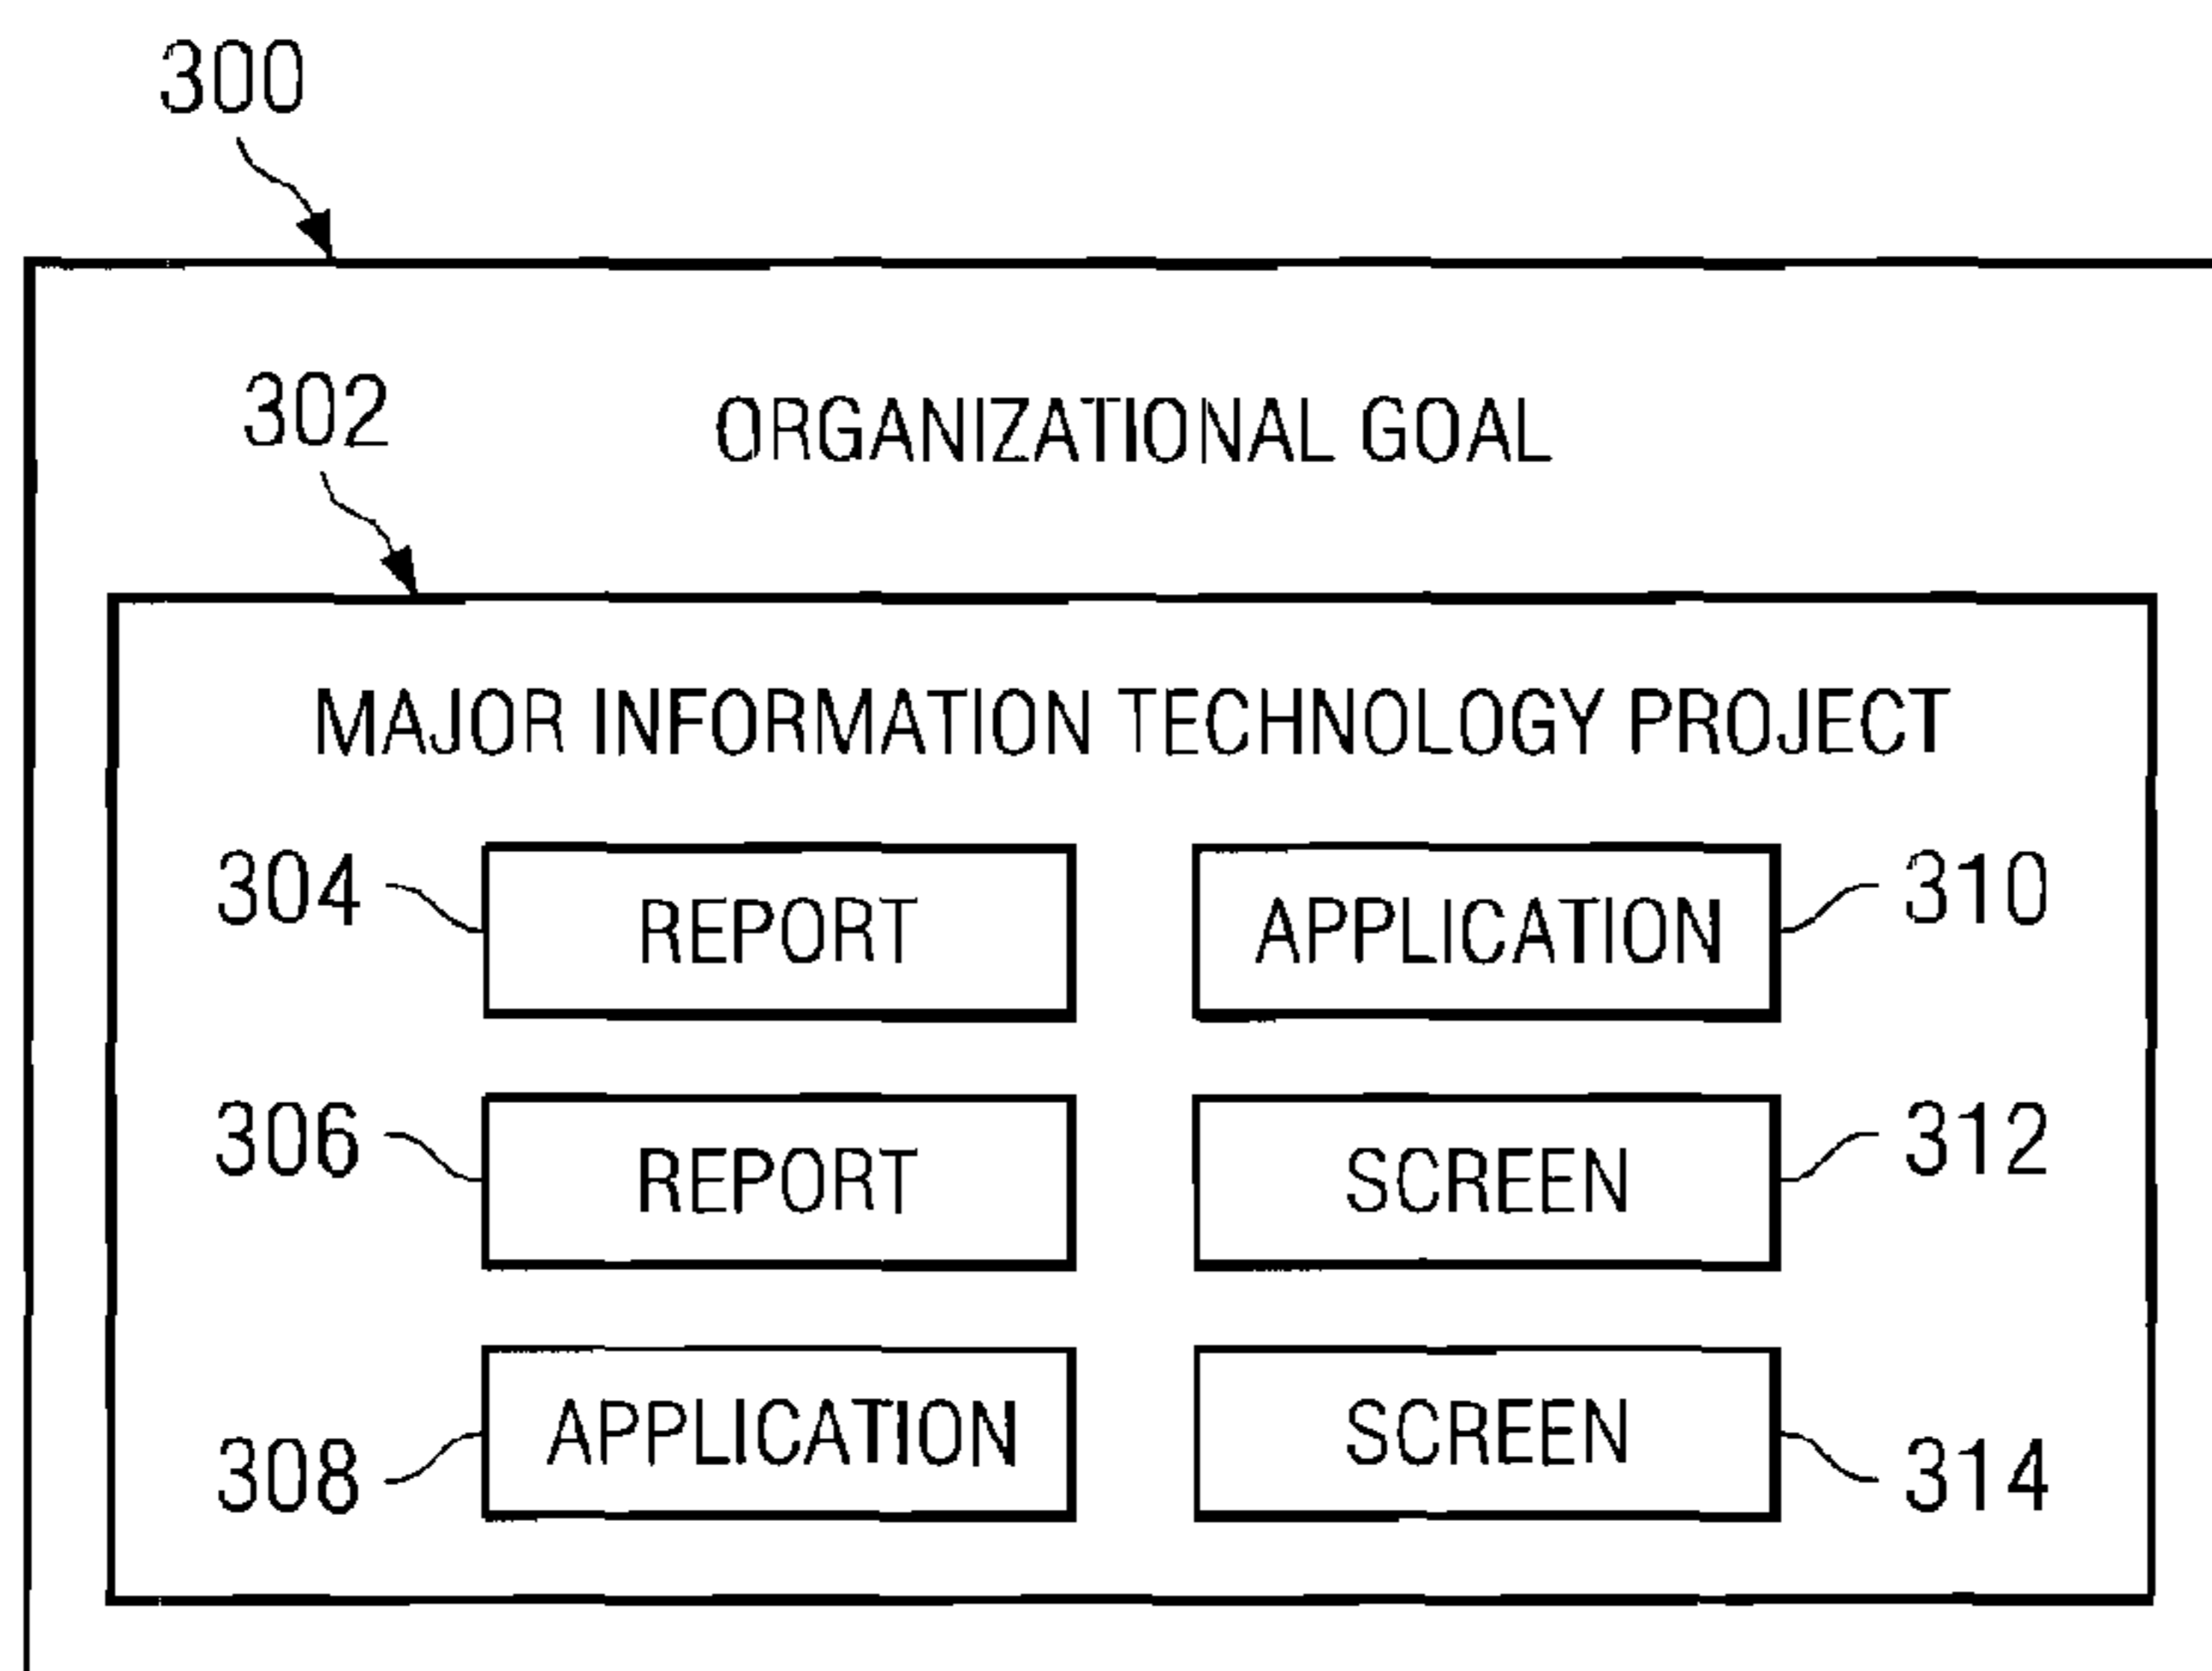 300
302
ORGANIZATIONAL GOAL
MAJOR INFORMATION TECHNOLOGY PROJECT
304 REPORT APPLICATION 310
306 REPORT SCREEN 312
308 APPLICATION SCREEN 314